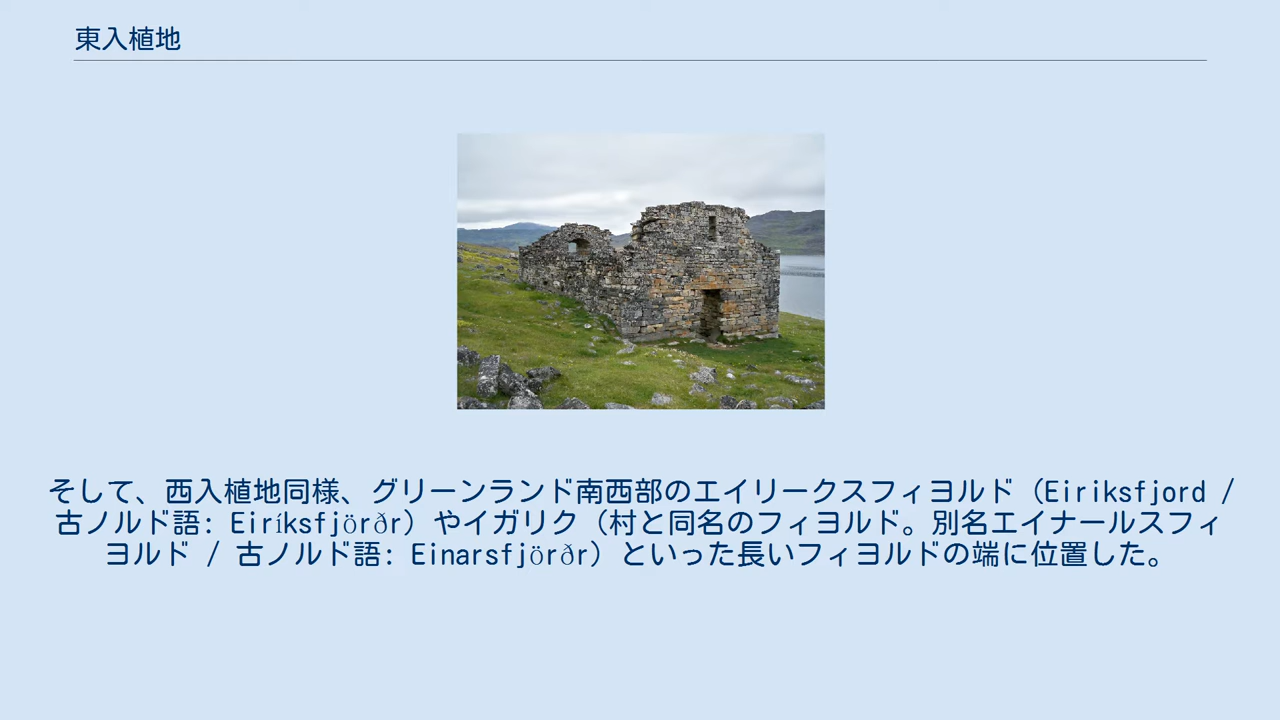 東入植地
そして、西入植地同様、グリーンランド南西部のエイリークスフィヨルド（Eiriksfjord /
古ノルド語: Eiríksfjörðr）やイガリク（村と同名のフィヨルド。別名エイナールスフィ
ヨルド / 古ノルド語: Einarsfjörðr）といった長いフィヨルドの端に位置した。